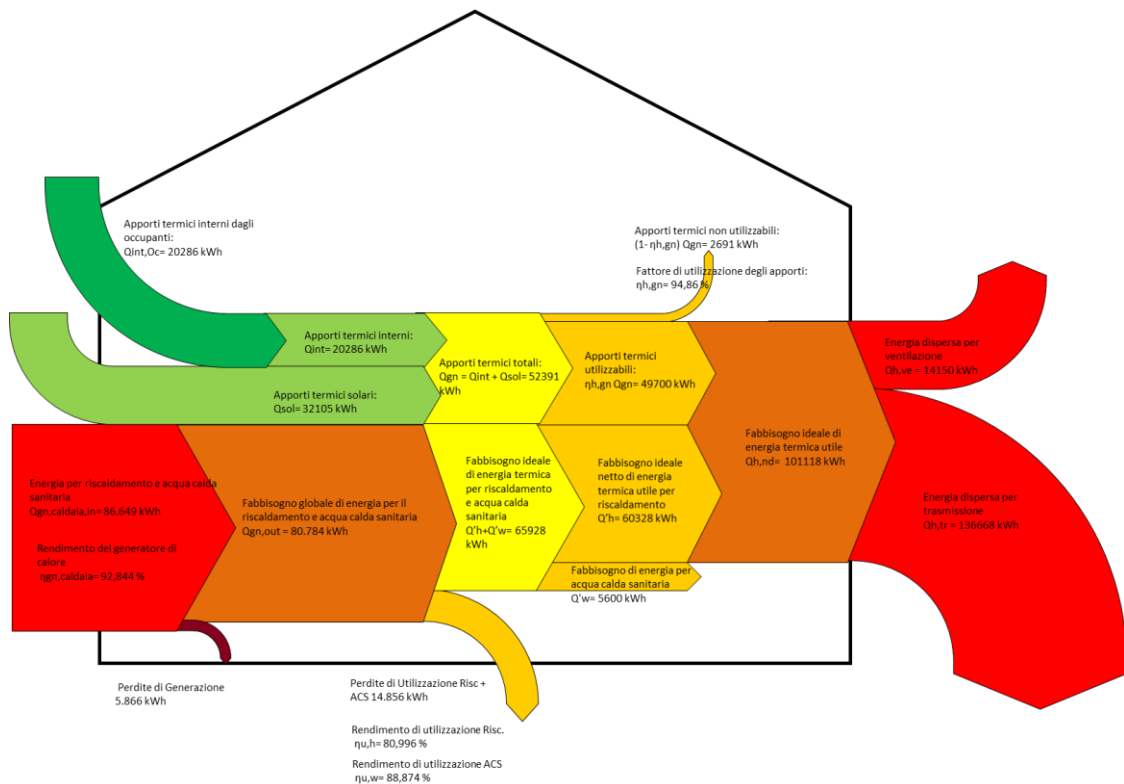 Apporti termici interni dagli
occupanti:
Qint,Oc= 20286 kWh
Apporti termici non utilizzabili:
(1- ηh,gn) Qgn= 2691 kWh
Fattore di utilizzazione degli apporti:
ηh,gn= 94,86 %
Apporti termici interni:
Qint= 20286 kWh
Apporti termici solari:
Qsol= 32105 kWh
Apporti termici totali:
Qgn = Qint + Qsol= 52391
kWh
Apporti termici
utilizzabili:
ηh,gn Qgn= 49700 kWh
Energia dispersa per
ventilazione
Qh,ve = 14150 kWh
Energia per riscaldamento e acqua calda
sanitaria
Qgn,caldaia,in= 86.649 kWh
Rendimento del generatore di
calore
ηgn,caldaia= 92,844 %
Fabbisogno globale di energia per il
riscaldamento e acqua calda sanitaria
Qgn,out = 80.784 kWh
Fabbisogno ideale
di energia termica
per riscaldamento
e acqua calda
sanitaria
Q'h+Q'w= 65928
kWh
Fabbisogno ideale
netto di energia
termica utile per
riscaldamento
Q'h= 60328 kWh
Fabbisogno di energia per
acqua calda sanitaria
Q'w= 5600 kWh
Fabbisogno ideale di
energia termica utile
Qh,nd= 101118 kWh
Energia dispersa per
trasmissione
Qh,tr = 136668 kWh
Perdite di Generazione
5.866 kWh
Perdite di Utilizzazione Risc +
ACS 14.856 kWh
Rendimento di utilizzazione Risc.
ηu,h= 80,996 %
Rendimento di utilizzazione ACS
ηu,w= 88,874 %